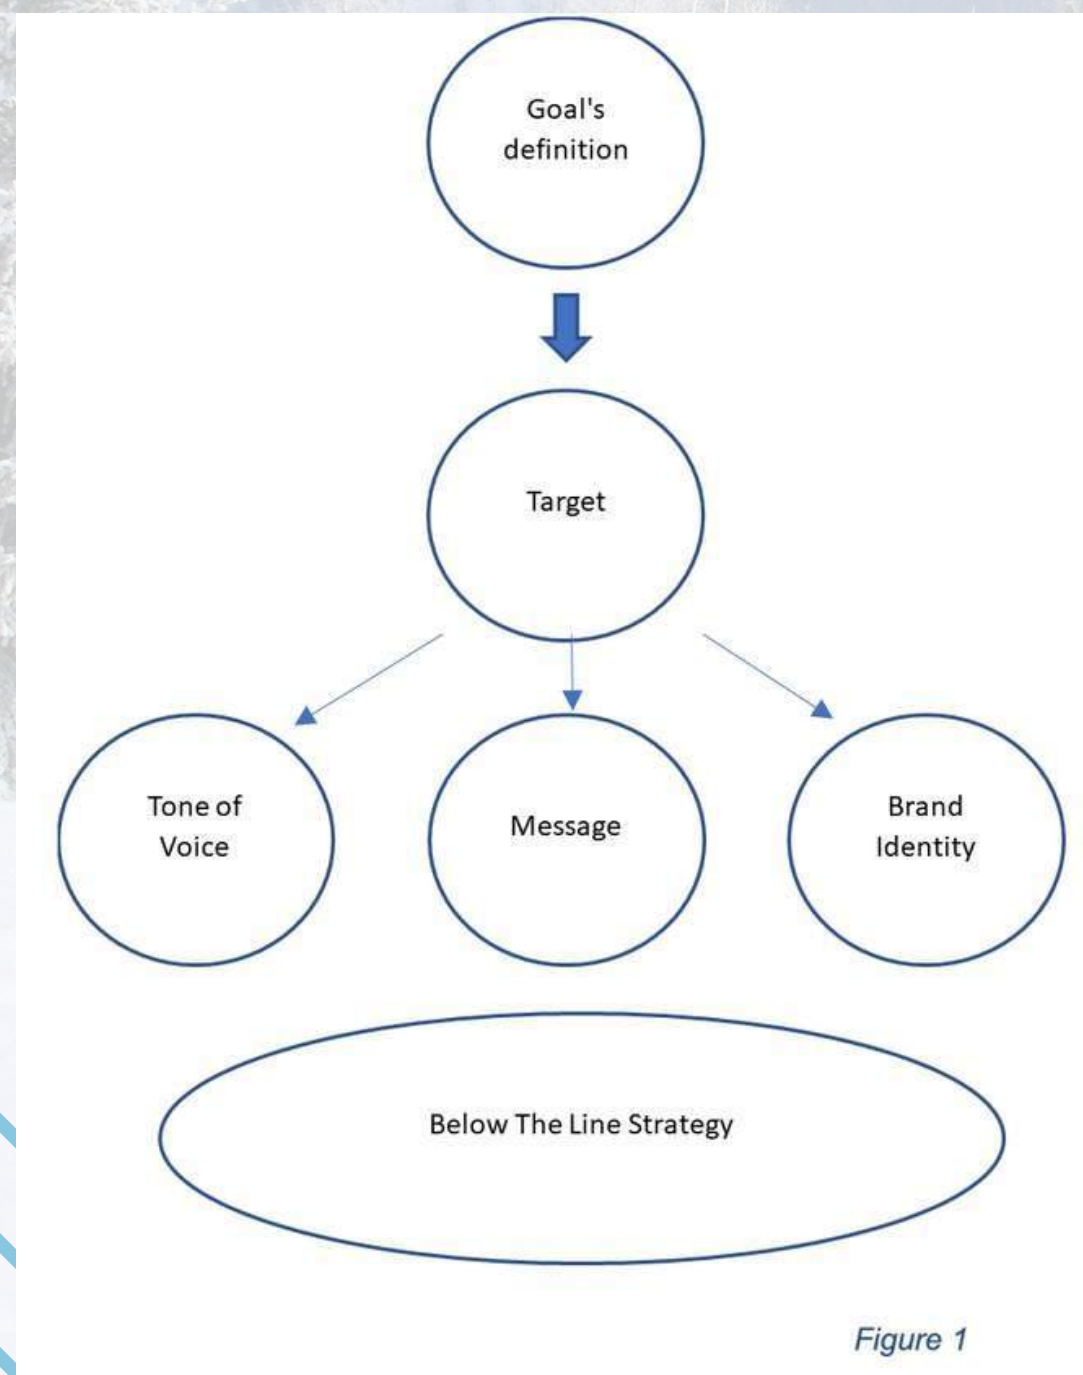 Goal's
definition
Target
Tone of
Voice
Message
Brand
Identity
Below The Line Strategy
Figure 1